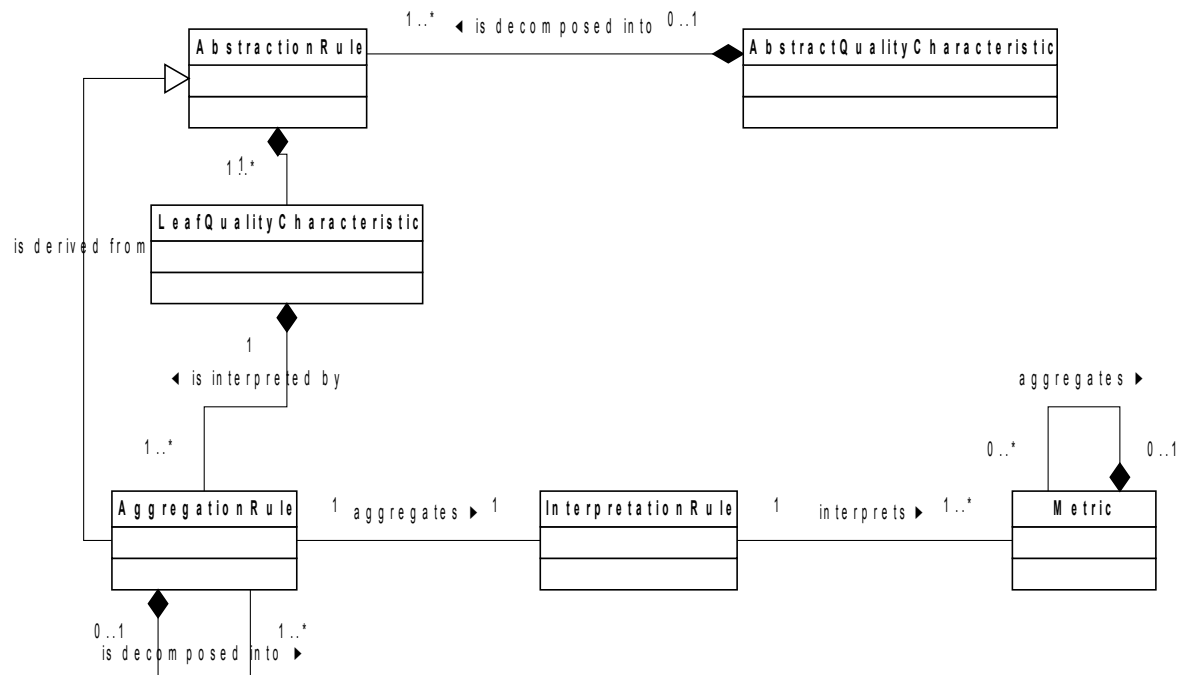 1..* ◄ is decomposed into 0..1
AbstractionRule
AbstractQualityCharacteristic
1
1..*
LeafQualityCharacteristic
is derived from
1
◄ is interpreted by
1..*
aggregates ►
0..*
0..1
AggregationRule
1 aggregates ► 1
InterpretationRule
1 interprets ► 1..*
Metric
0..1
1..*
is decomposed into ►